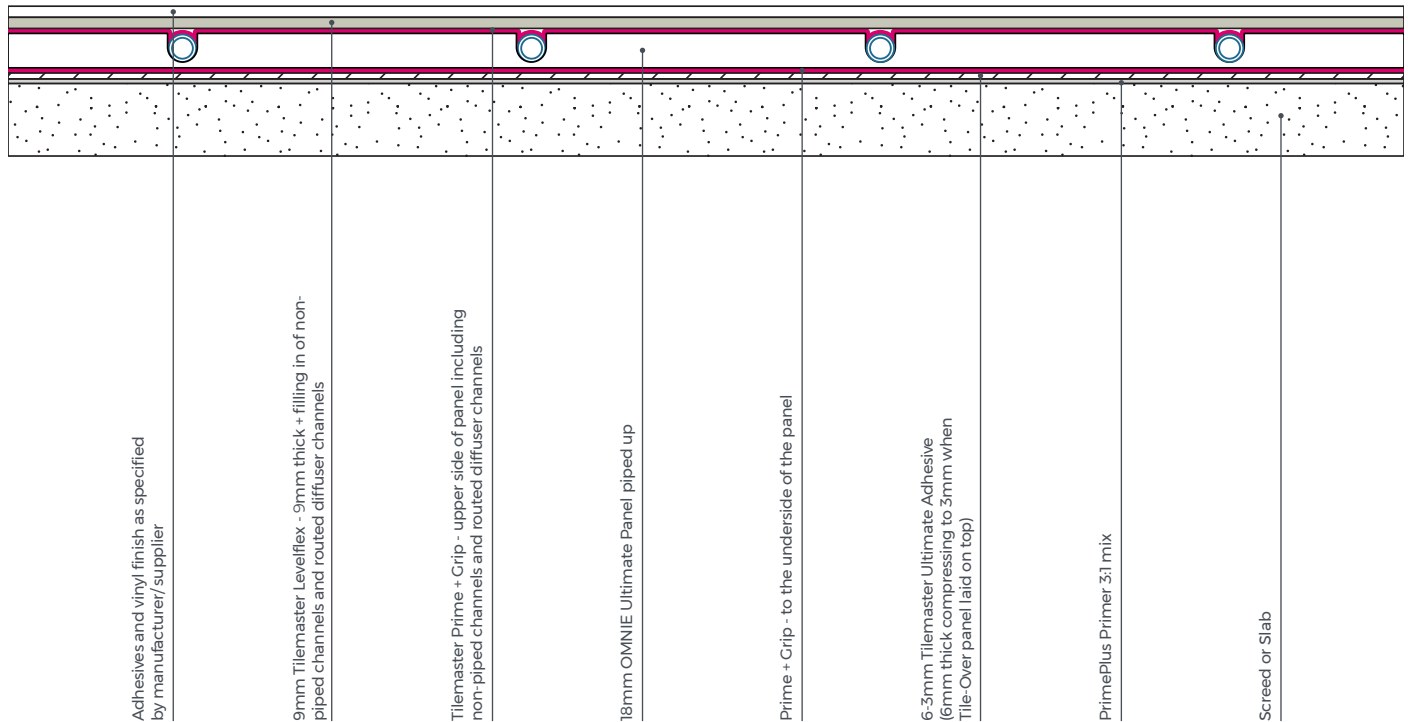 Adhesives and vinyl finish as specified
by manufacturer/ supplier
9mm Tilemaster Levelflex - 9mm thick + filling in of non-
piped channels and routed diffuser channels
Tilemaster Prime + Grip - upper side of panel including
non-piped channels and routed diffuser channels
18mm OMNIE Ultimate Panel piped up
Prime + Grip - to the underside of the panel
6-3mm Tilemaster Ultimate Adhesive
(6mm thick compressing to 3mm when
Tile-Over panel laid on top)
PrimePlus Primer 3:1 mix
Screed or Slab